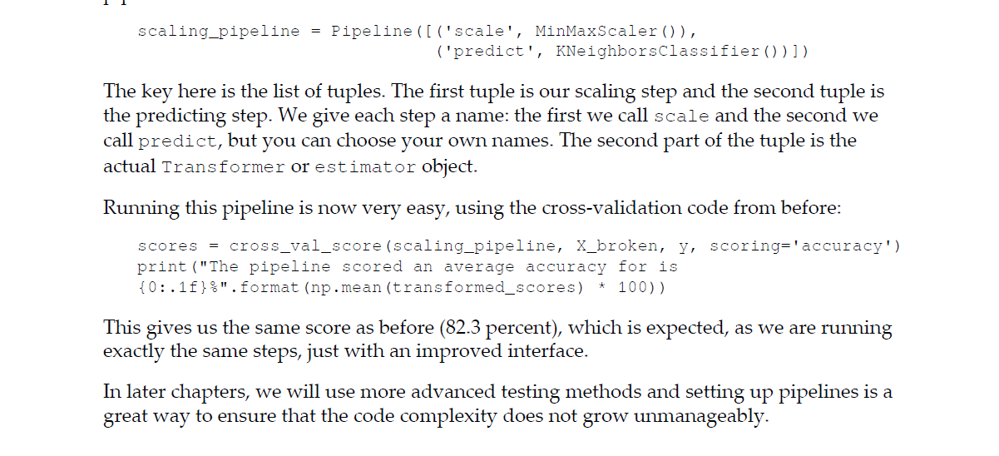 scaling_pipeline = Pipeline([('scale', MinMaxScaler()),
('predict', KNeighborsClassifier())])
The key here is the list of tuples. The first tuple is our scaling step and the second tuple is
the predicting step. We give each step a name: the first we call scale and the second we
call predict, but you can choose your own names. The second part of the tuple is the
actual Transformer or estimator object.
Running this pipeline is now very easy, using the cross-validation code from before:
scores = cross_val_score(scaling_pipeline, X_broken, y, scoring='accuracy')
print("The pipeline scored an average accuracy for is
{0:.1f}%".format(np.mean(transformed_scores) * 100))
This gives us the same score as before (82.3 percent), which is expected, as we are running
exactly the same steps, just with an improved interface.
In later chapters, we will use more advanced testing methods and setting up pipelines is a
great way to ensure that the code complexity does not grow unmanageably.